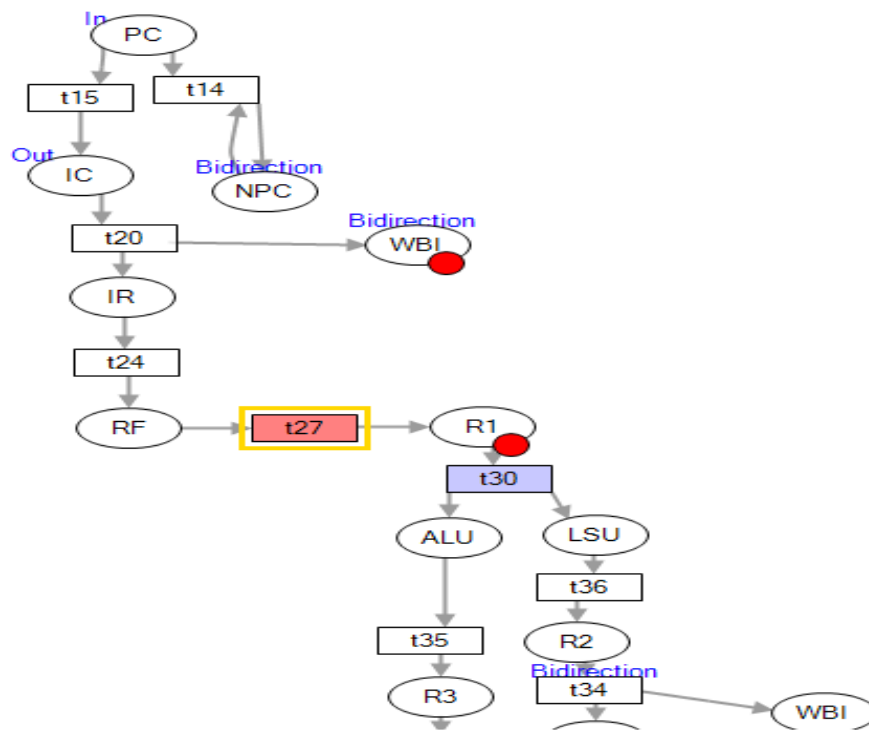 In
PC
t15
t14
Out
IC
Bidirection
NPC
t20
Bidirection
WBI
IR
t24
RF
t27
R1
t30
ALU
LSU
t36
t35
R2
Bidirection
t34
R3
WBI